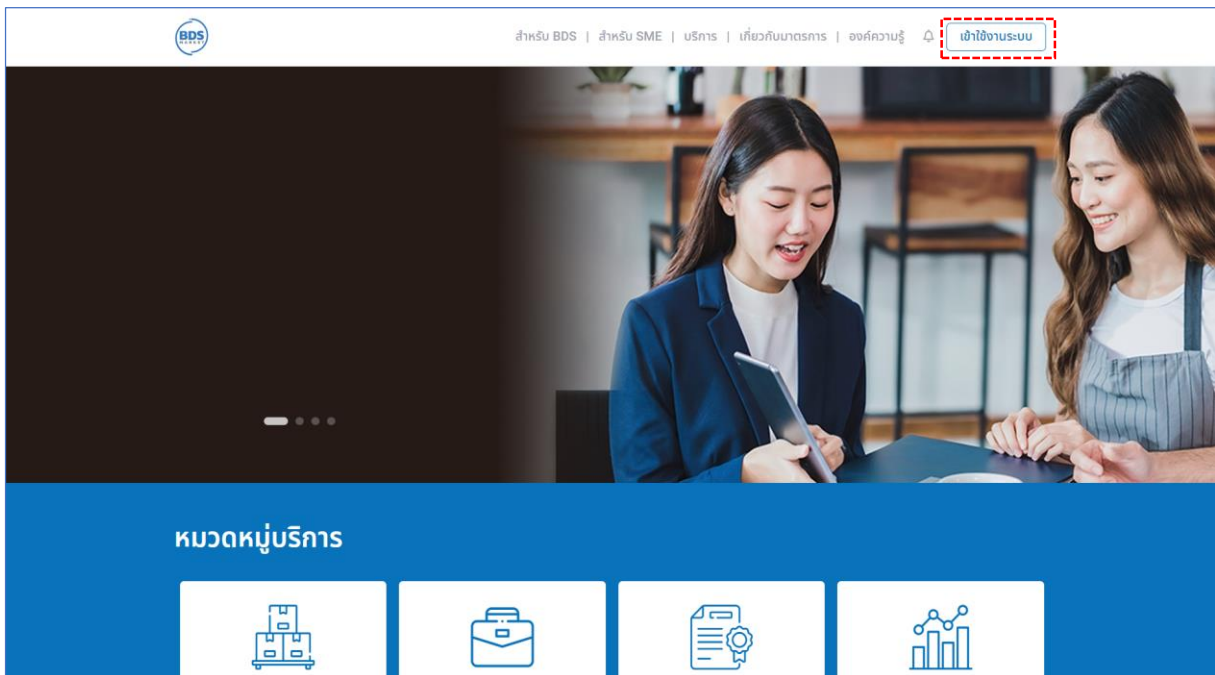 BDS
MARKET
สำหรับ BDS | สำหรับ SME | บริการ | เกี่ยวกับมาตรการ | องค์ความรู้ เข้าใช้งานระบบ
หมวดหมู่บริการ